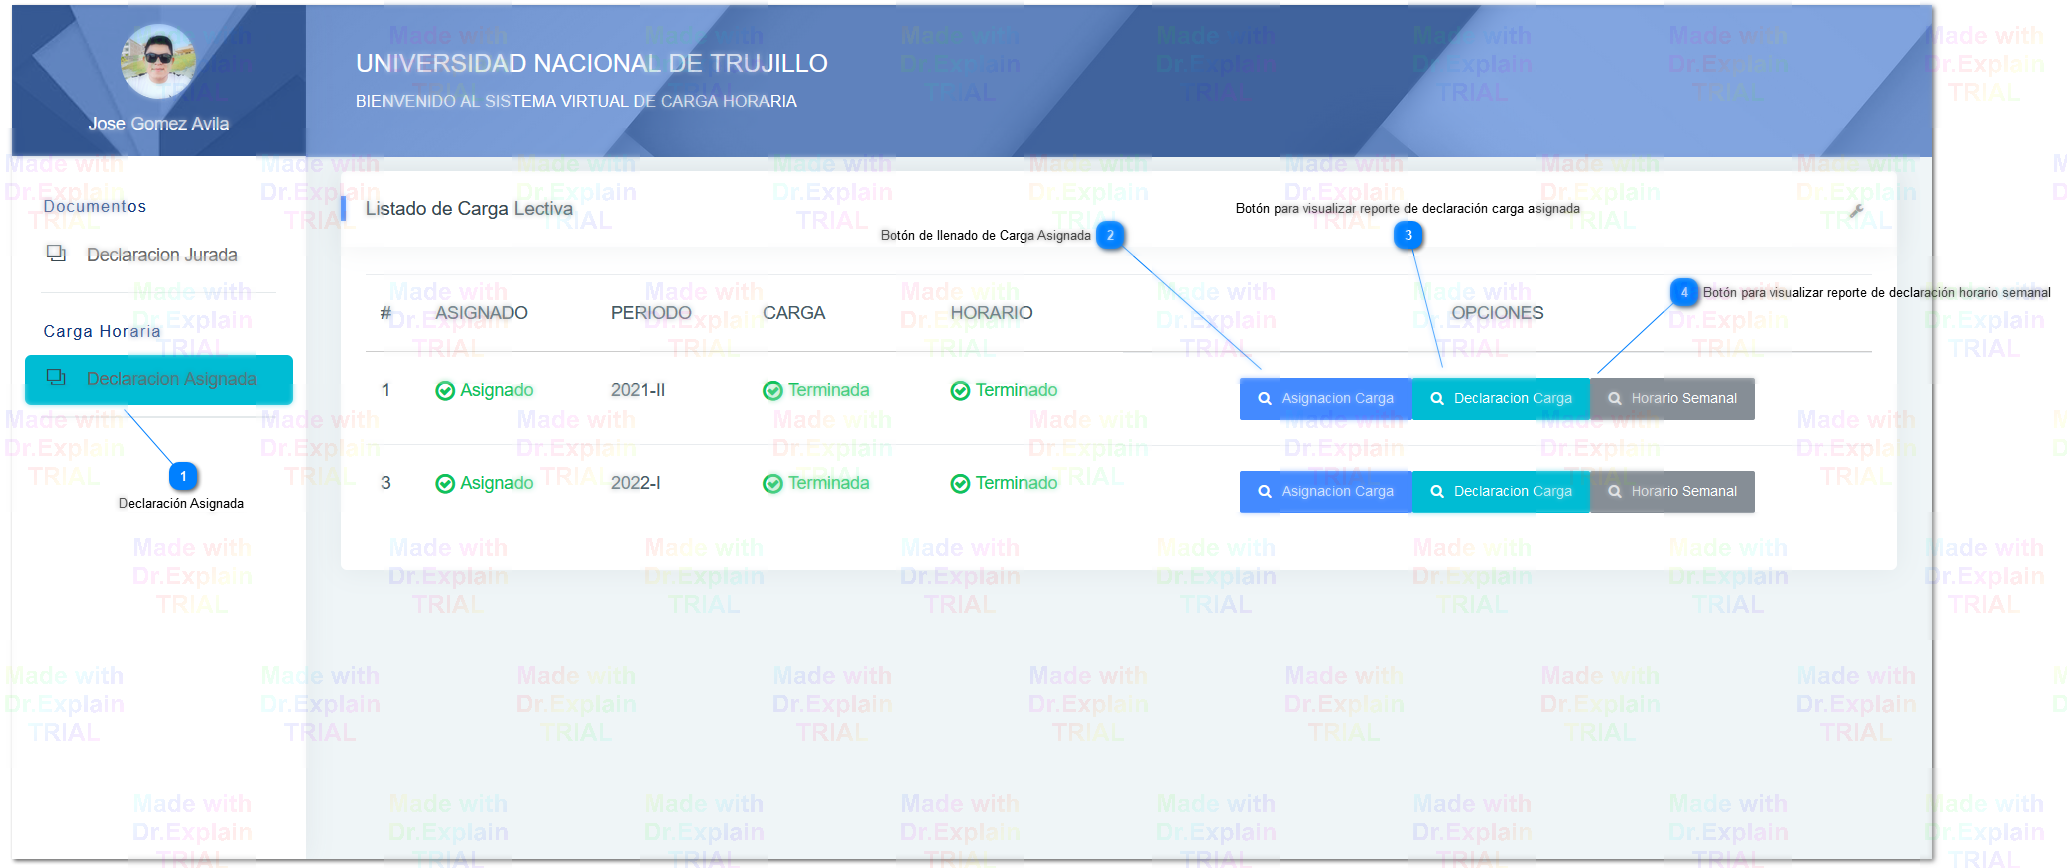 Jose Gomez Avila
UNIVERSIDAD NACIONAL DE TRUJILLO
BIENVENIDO AL SISTEMA VIRTUAL DE CARGA HORARIA
Documentos
Declaracion Jurada
Carga Horaria
Declaracion Asignada
1
Declaración Asignada
Listado de Carga Lectiva
Botón de llenado de Carga Asignada 2
Botón para visualizar reporte de declaración carga asignada
3
4 Botón para visualizar reporte de declaración horario semanal
# ASIGNADO PERIODO CARGA HORARIO OPCIONES
1 Asignado 2021-II Terminada Terminado Asignacion Carga Declaracion Carga Horario Semanal
3 Asignado 2022-I Terminada Terminado Asignacion Carga Declaracion Carga Horario Semanal
Made with
Dr.Explain
TRIAL